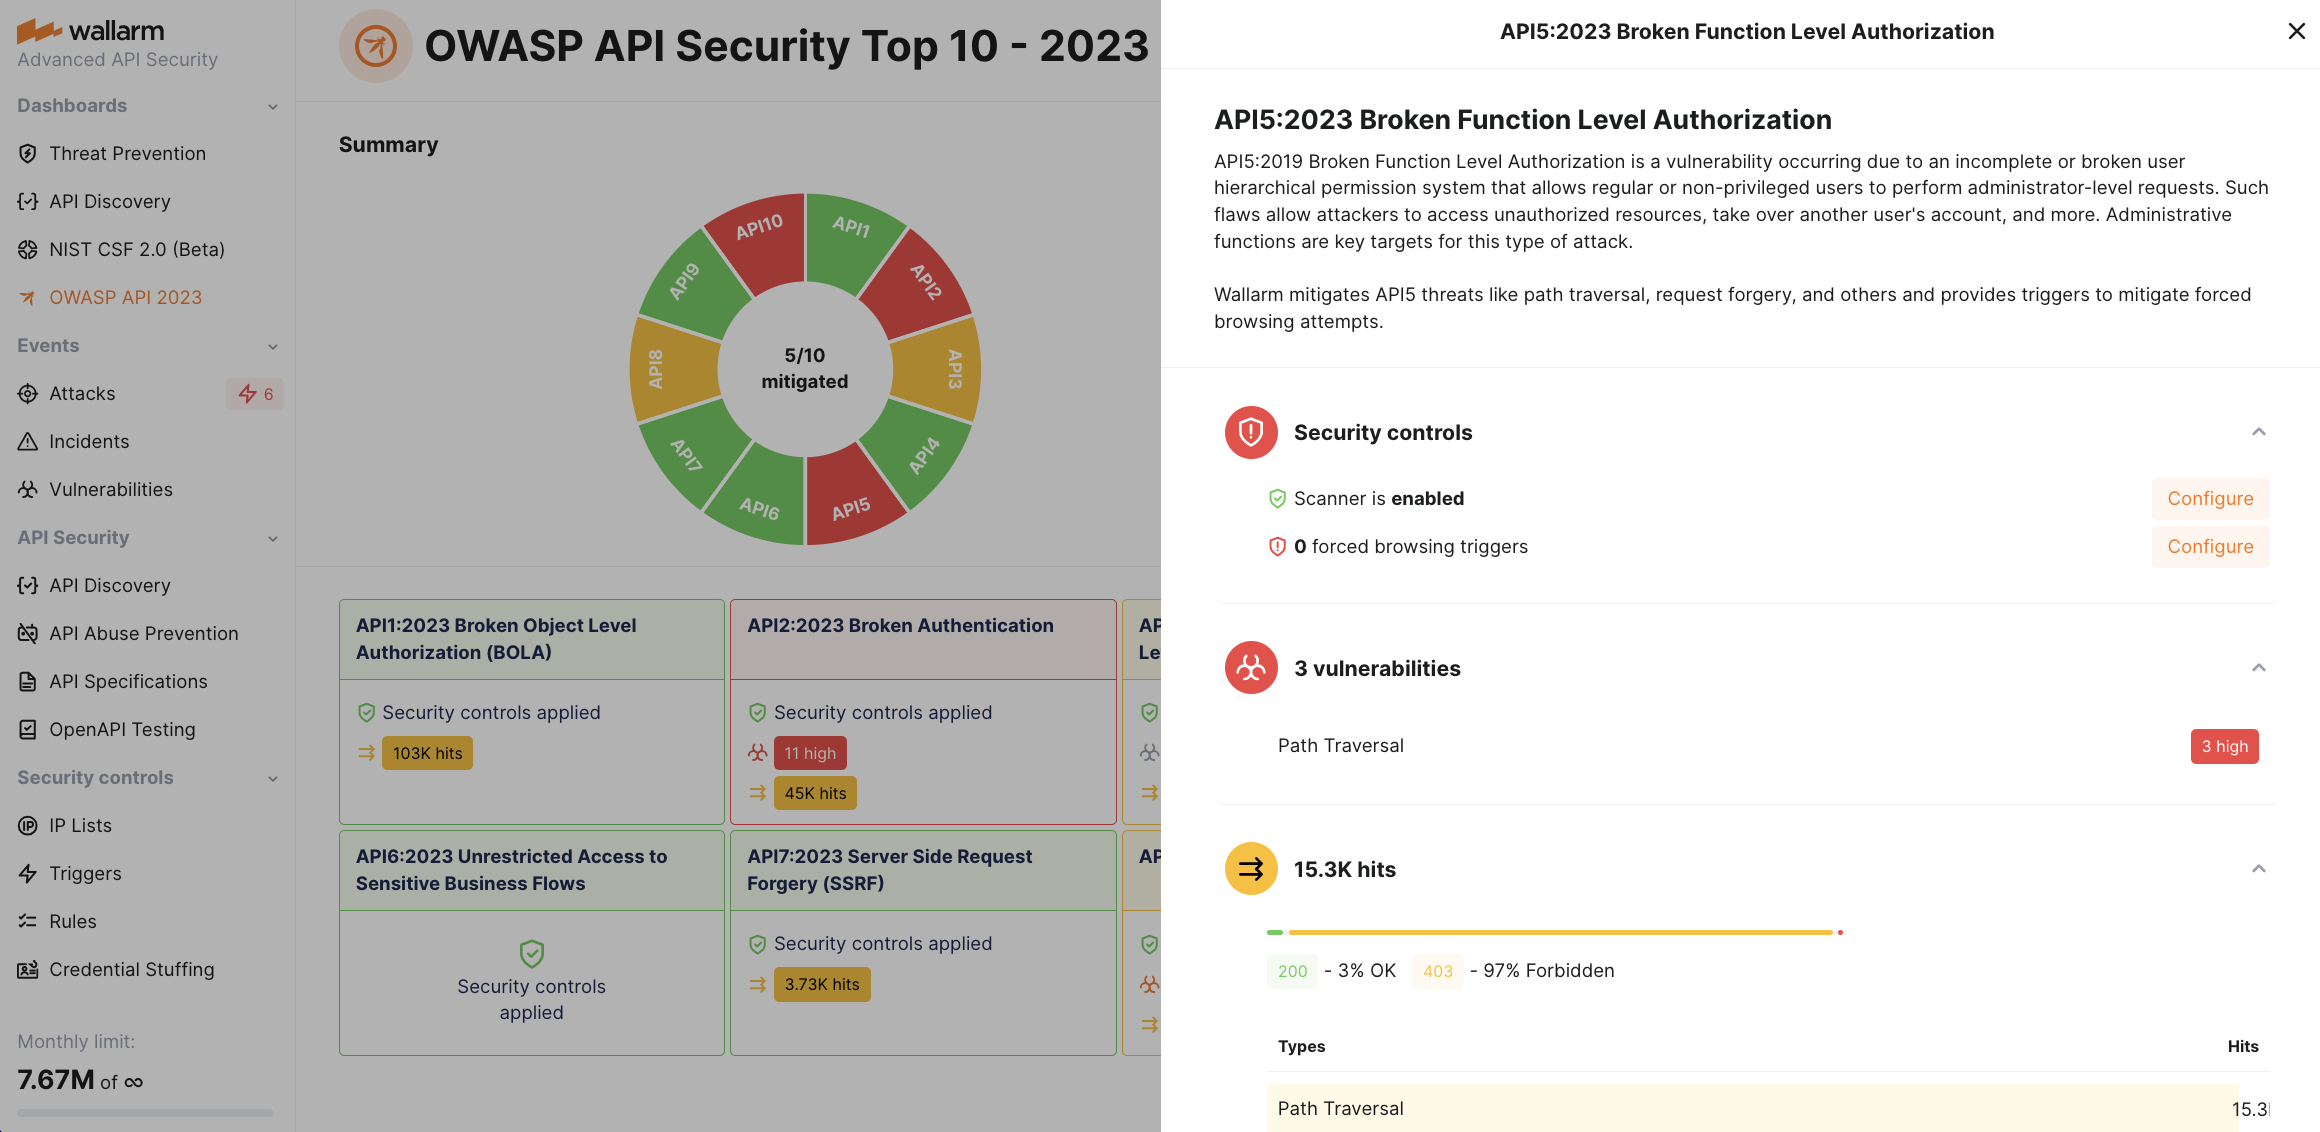 wallarm
Advanced API Security
Dashboards
Threat Prevention
API Discovery
NIST CSF 2.0 (Beta)
OWASP API 2023
Events
Attacks
6
Incidents
Vulnerabilities
API Security
API Discovery
API Abuse Prevention
API Specifications
OpenAPI Testing
Security controls
IP Lists
Triggers
Rules
Credential Stuffing
Monthly limit:
7.67M of ∞
OWASP API Security Top 10 - 2023
Summary
API1
API2
API3
API4
API5
API6
API7
API8
API9
API10
5/10
mitigated
API1:2023 Broken Object Level
Authorization (BOLA)
Security controls applied
103K hits
API2:2023 Broken Authentication
Security controls applied
11 high
45K hits
AP
Le
API6:2023 Unrestricted Access to
Sensitive Business Flows
Security controls
applied
API7:2023 Server Side Request
Forgery (SSRF)
Security controls applied
3.73K hits
AP
API5:2023 Broken Function Level Authorization
API5:2023 Broken Function Level Authorization
API5:2019 Broken Function Level Authorization is a vulnerability occurring due to an incomplete or broken user
hierarchical permission system that allows regular or non-privileged users to perform administrator-level requests. Such
flaws allow attackers to access unauthorized resources, take over another user's account, and more. Administrative
functions are key targets for this type of attack.
Wallarm mitigates API5 threats like path traversal, request forgery, and others and provides triggers to mitigate forced
browsing attempts.
Security controls
Scanner is enabled
Configure
0 forced browsing triggers
Configure
3 vulnerabilities
Path Traversal
3 high
15.3K hits
200 - 3% OK 403 - 97% Forbidden
Types Hits
Path Traversal 15.3